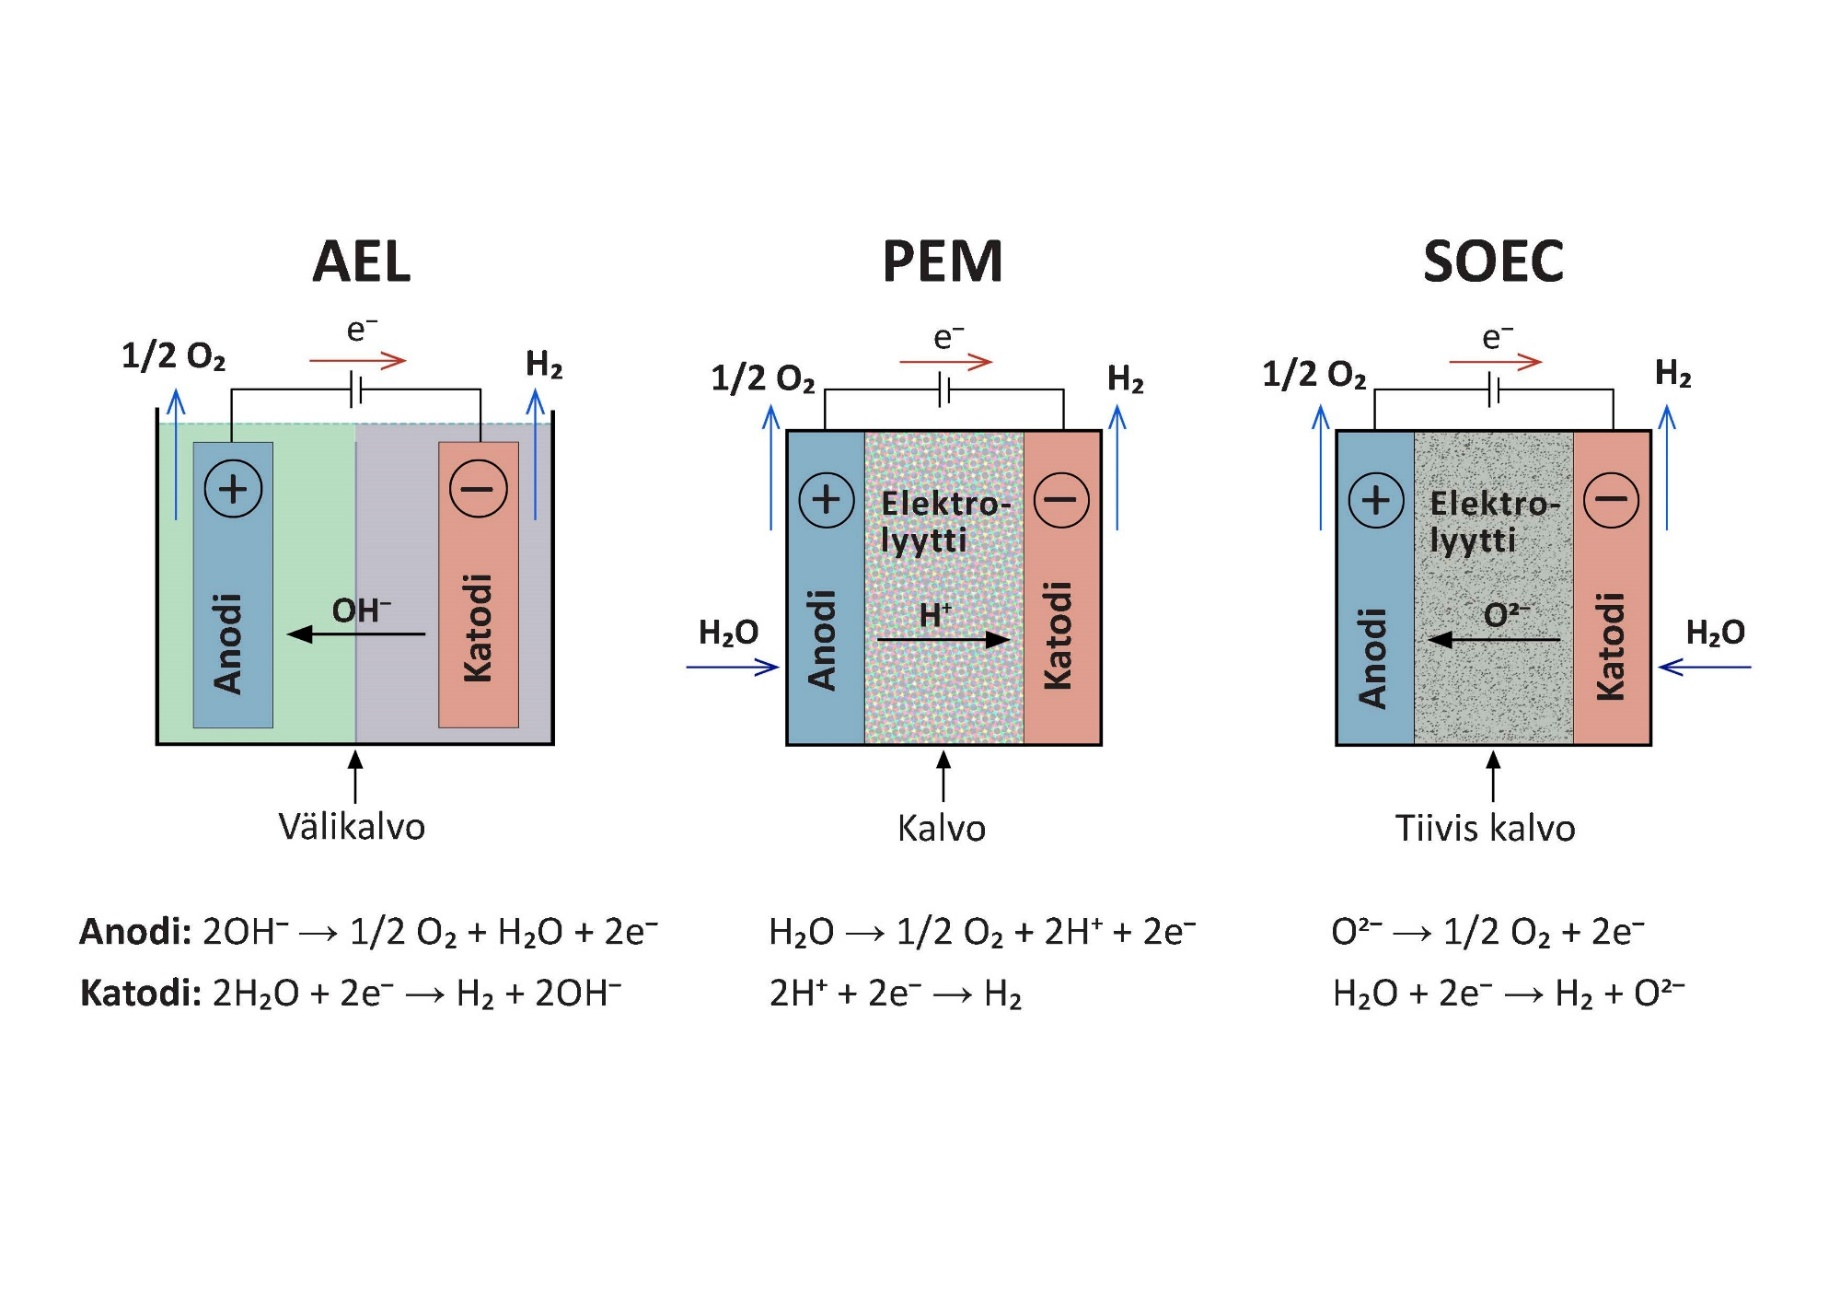 AEL
e⁻
1/2 O₂
H₂
+
−
Anodi
OH⁻
Katodi
Välikalvo
PEM
e⁻
1/2 O₂
H₂
+
−
Elektro-
lyytti
H⁺
H₂O
Anodi
Katodi
Kalvo
SOEC
e⁻
1/2 O₂
H₂
+
−
Elektro-
lyytti
O²⁻
H₂O
Anodi
Katodi
Tiivis kalvo
Anodi: 2OH⁻ → 1/2 O₂ + H₂O + 2e⁻
Katodi: 2H₂O + 2e⁻ → H₂ + 2OH⁻
H₂O → 1/2 O₂ + 2H⁺ + 2e⁻
2H⁺ + 2e⁻ → H₂
O²⁻ → 1/2 O₂ + 2e⁻
H₂O + 2e⁻ → H₂ + O²⁻